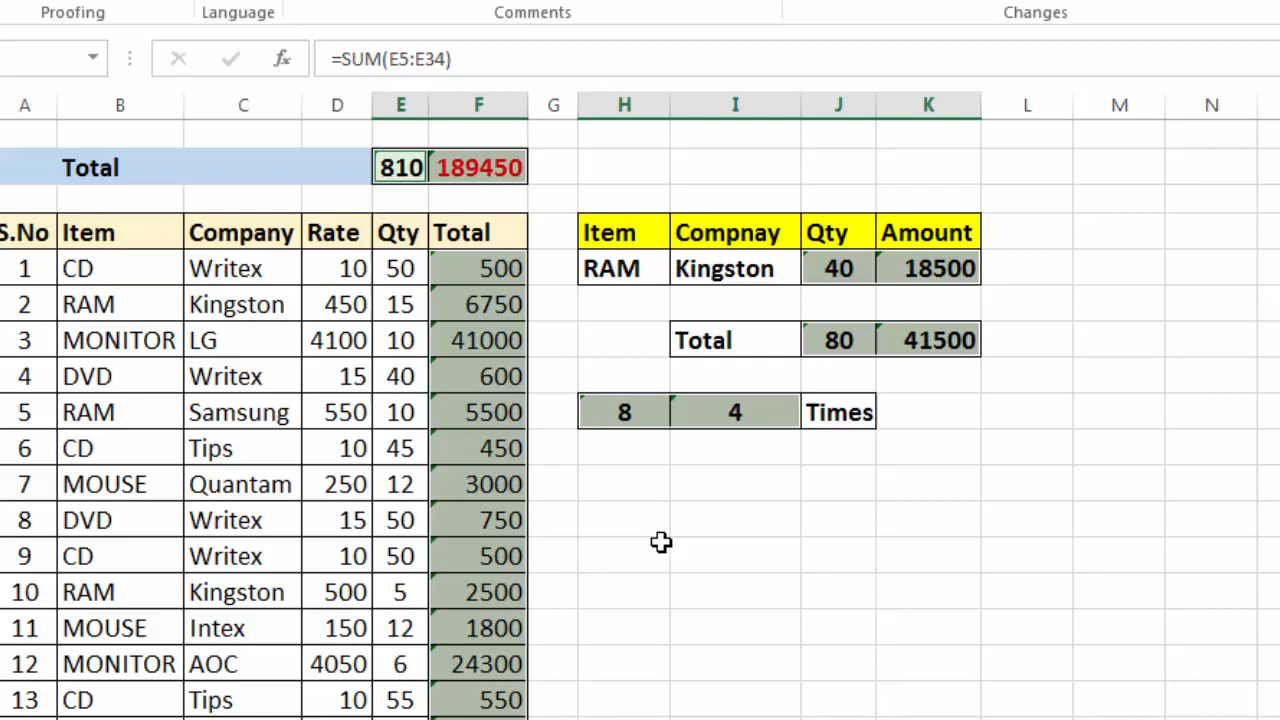 Proofing Language Comments Changes
fx =SUM(E5:E34)
A B C D E F G H I J K L M N
Total 810 189450
S.No Item Company Rate Qty Total Item Compnay Qty Amount
1 CD Writex 10 50 500 RAM Kingston 40 18500
2 RAM Kingston 450 15 6750
3 MONITOR LG 4100 10 41000 Total 80 41500
4 DVD Writex 15 40 600
5 RAM Samsung 550 10 5500 8 4 Times
6 CD Tips 10 45 450
7 MOUSE Quantam 250 12 3000
8 DVD Writex 15 50 750
9 CD Writex 10 50 500
10 RAM Kingston 500 5 2500
11 MOUSE Intex 150 12 1800
12 MONITOR AOC 4050 6 24300
13 CD Tips 10 55 550